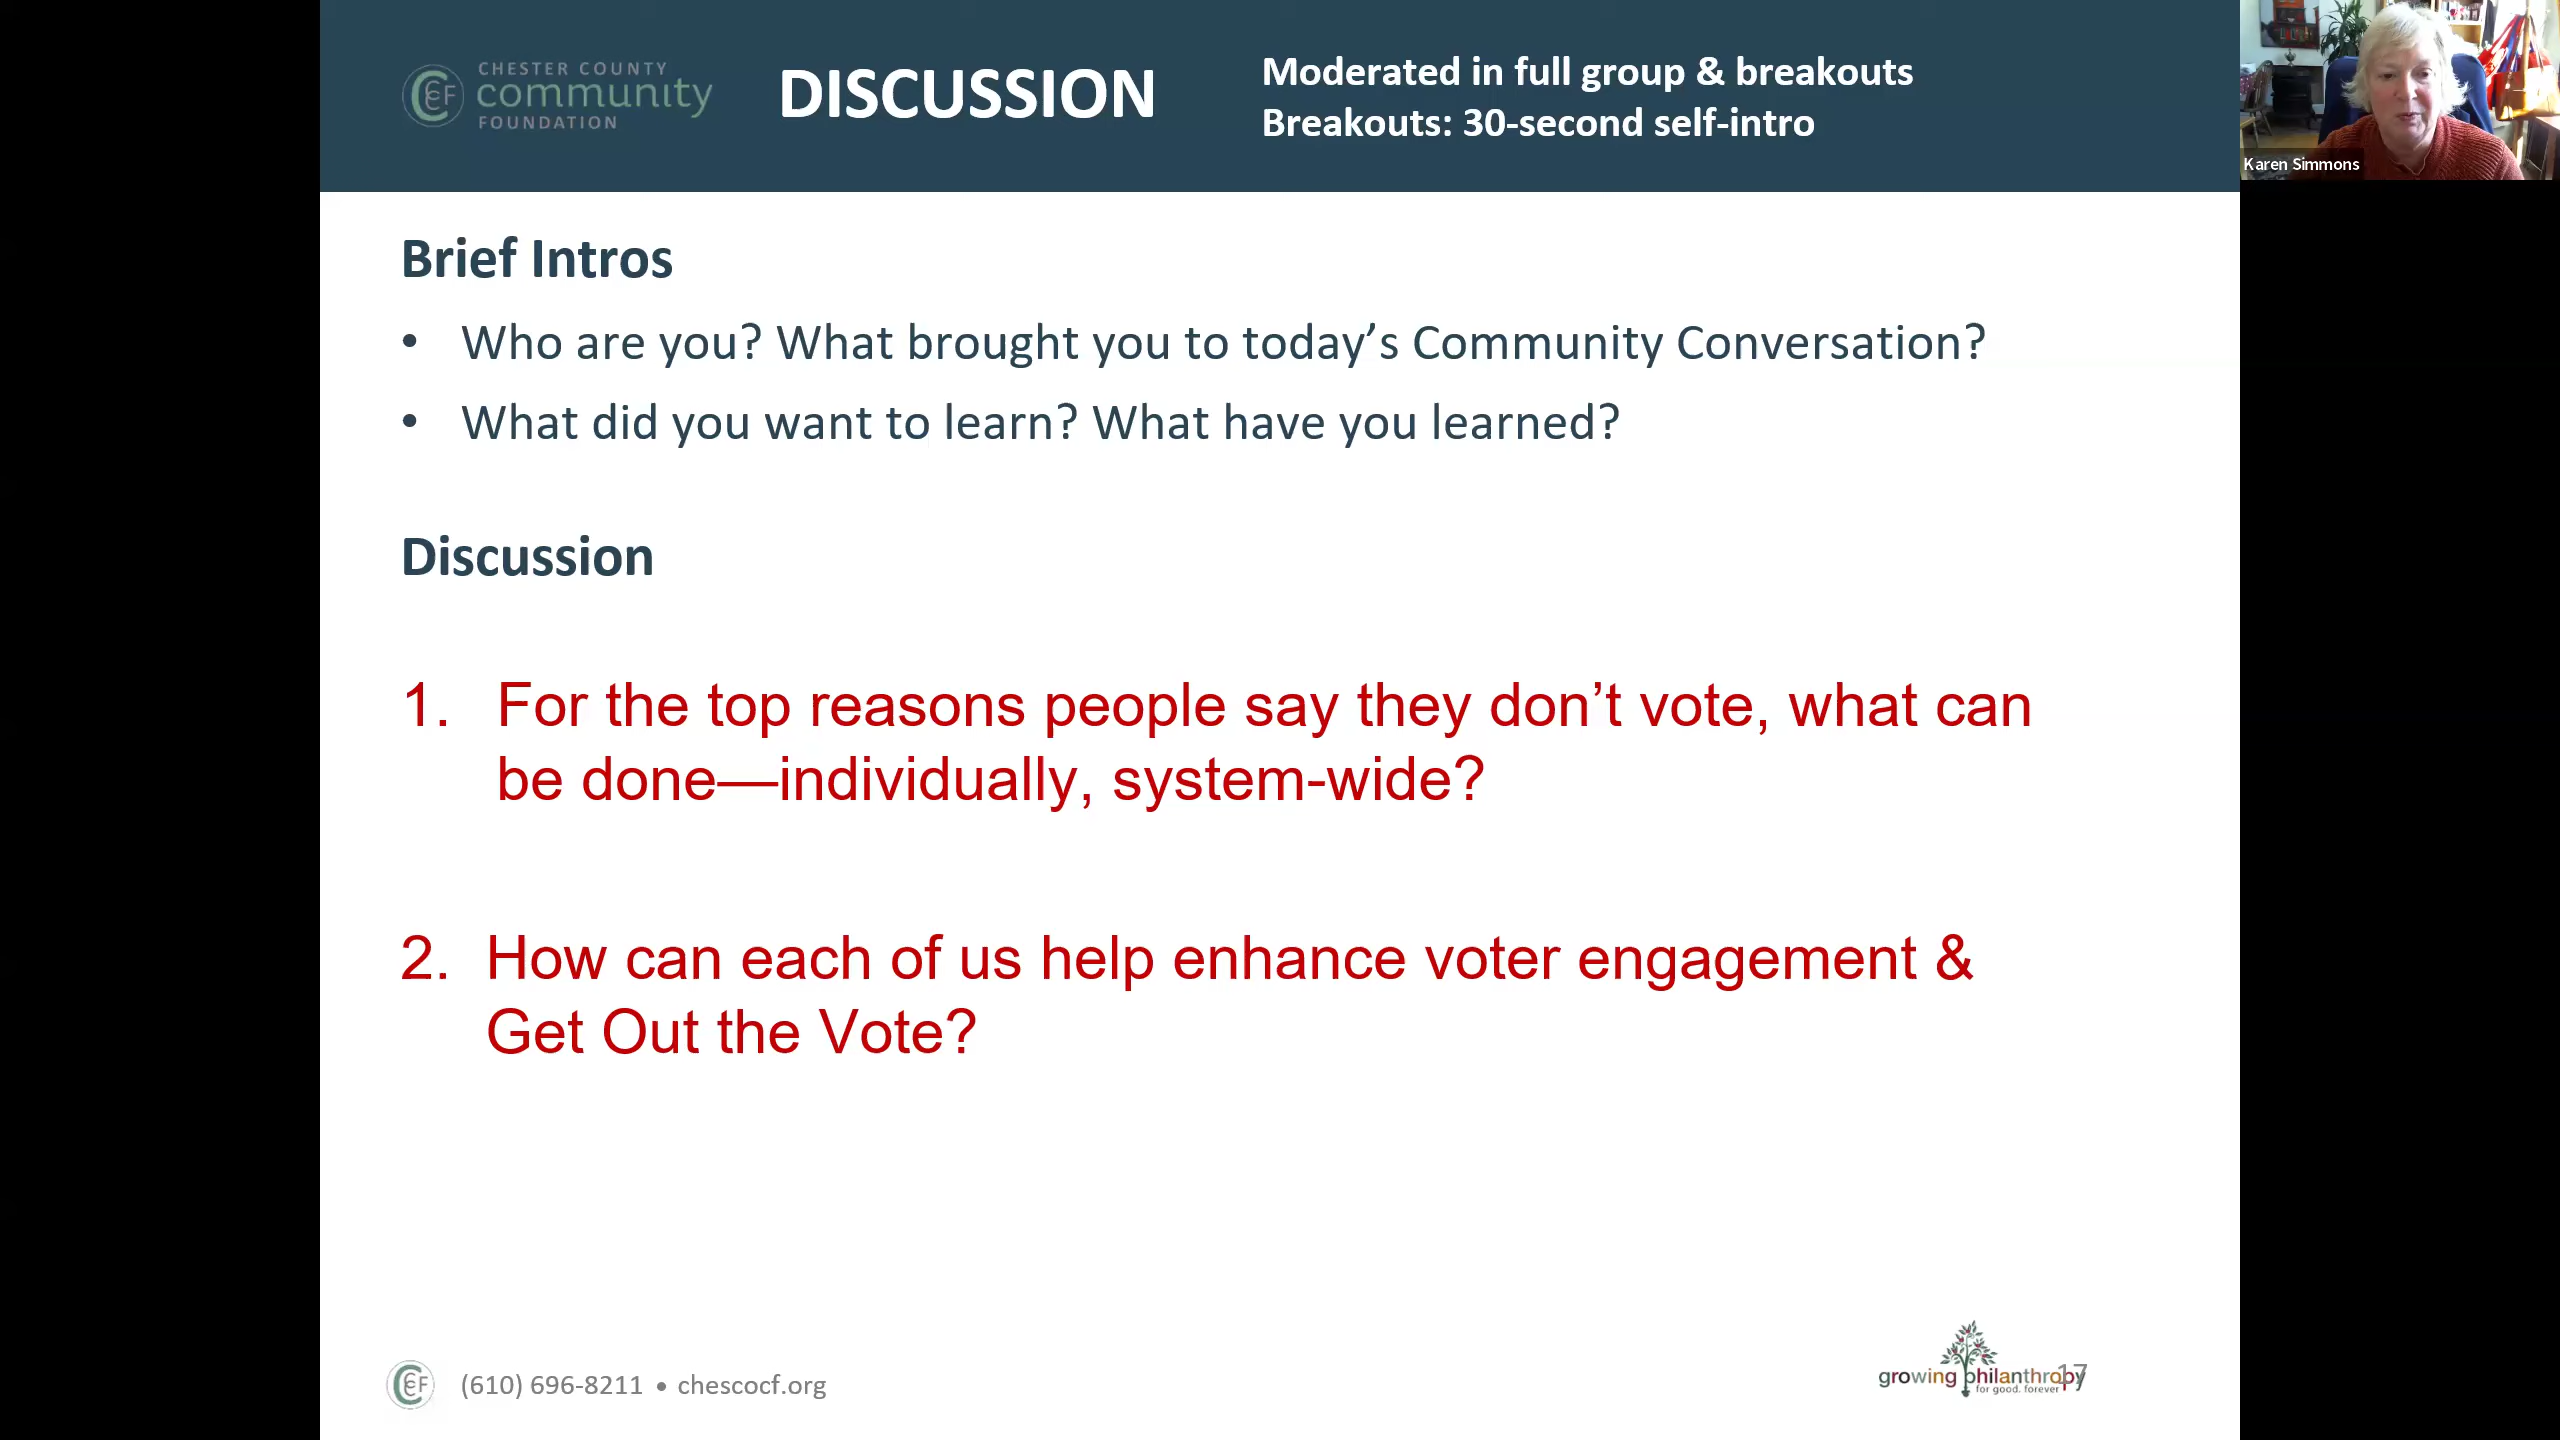 CHESTER COUNTY
community
FOUNDATION
CCCF
DISCUSSION
Moderated in full group & breakouts
Breakouts: 30-second self-intro
Karen Simmons
Brief Intros
• Who are you? What brought you to today’s Community Conversation?
• What did you want to learn? What have you learned?
Discussion
1. For the top reasons people say they don’t vote, what can
be done—individually, system-wide?
2. How can each of us help enhance voter engagement &
Get Out the Vote?
CCCF
(610) 696-8211 • chescocf.org
growing philanthropy
for good. forever
17